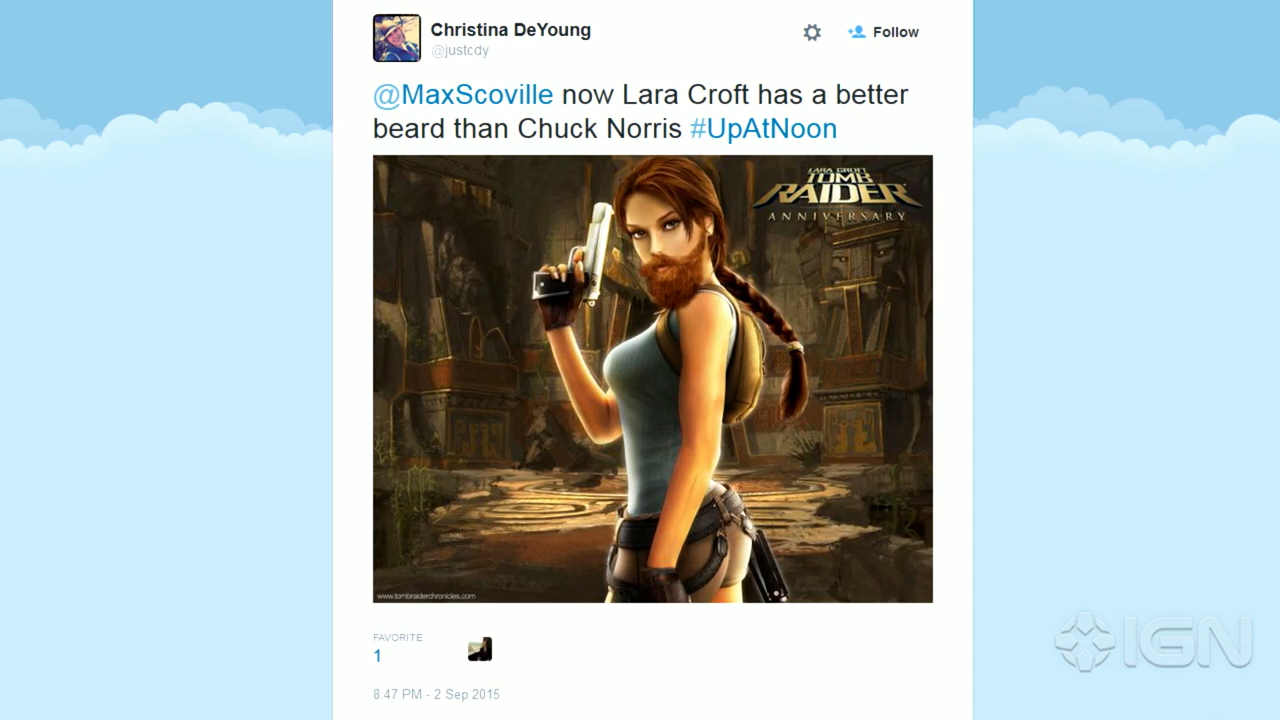 Christina DeYoung
@justcdy
Follow
@MaxScoville now Lara Croft has a better
beard than Chuck Norris #UpAtNoon
LARA CROFT
TOMB
RAIDER
ANNIVERSARY
www.tombraiderchronicles.com
FAVORITE
1
8:47 PM - 2 Sep 2015
IGN